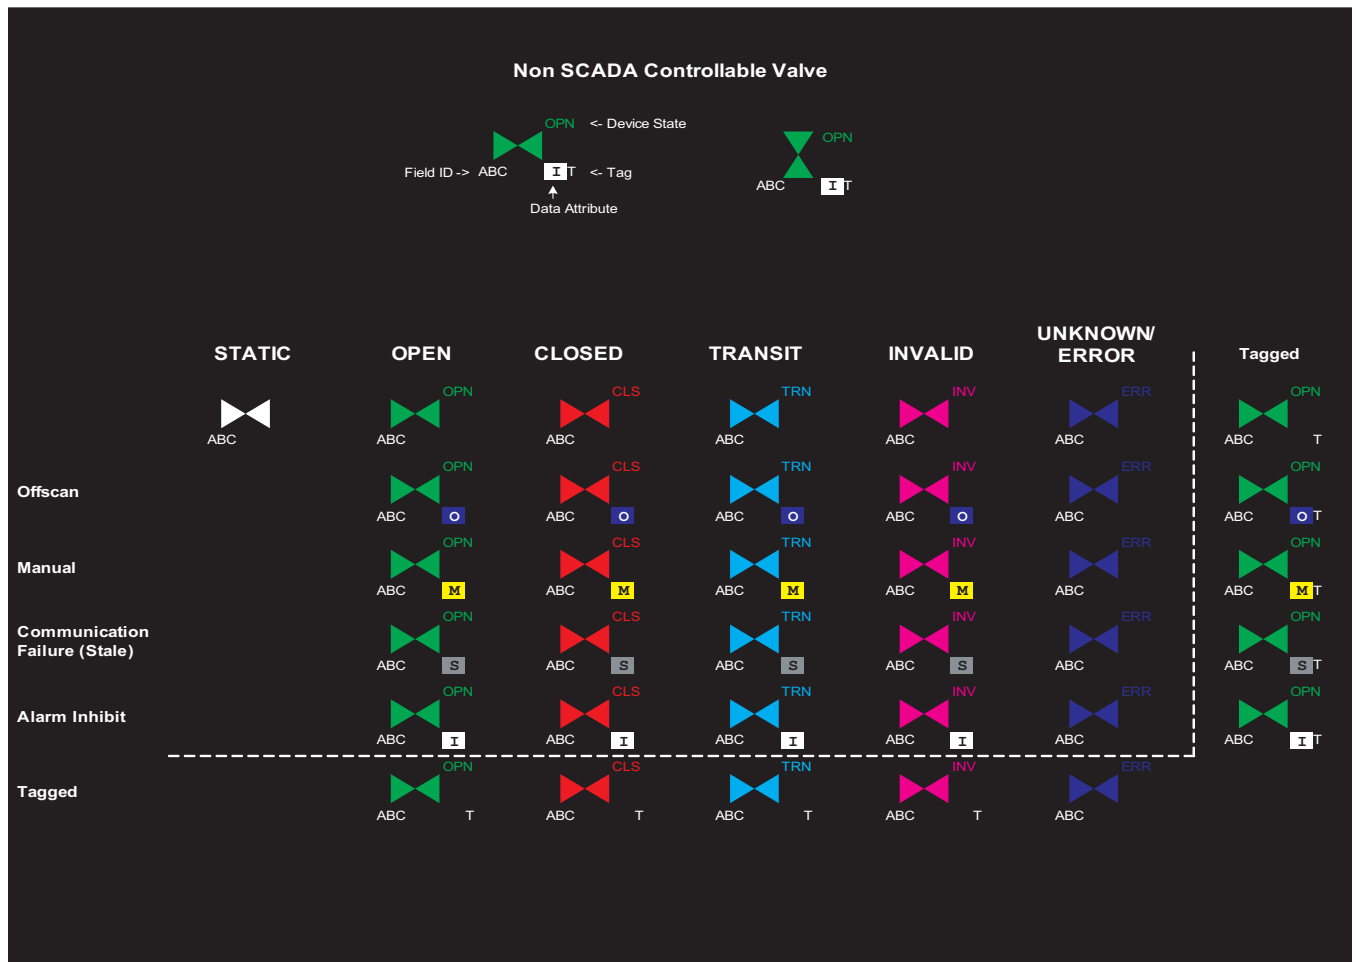 Non SCADA Controllable Valve
OPN <- Device State OPN
Field ID -> ABC I T <- Tag ABC I T
Data Attribute
STATIC OPEN CLOSED TRANSIT INVALID UNKNOWN/ ERROR Tagged
OPN CLS TRN INV ERR OPN
ABC ABC ABC ABC ABC ABC ABC T
OPN CLS TRN INV ERR OPN
Offscan
ABC O ABC O ABC O ABC O ABC ABC O T
OPN CLS TRN INV ERR OPN
Manual
ABC M ABC M ABC M ABC M ABC ABC M T
OPN CLS TRN INV ERR OPN
Communication
Failure (Stale)
ABC S ABC S ABC S ABC S ABC ABC S T
OPN CLS TRN INV ERR OPN
Alarm Inhibit
ABC I ABC I ABC I ABC I ABC ABC I T
OPN CLS TRN INV ERR
Tagged
ABC T ABC T ABC T ABC T ABC